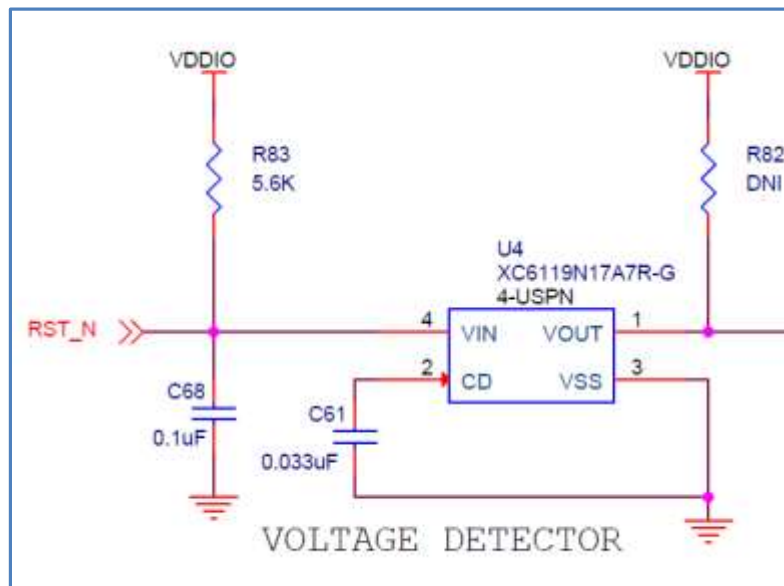 VDDIO
VDDIO
R83
5.6K
R82
DNI
U4
XC6119N17A7R-G
4-USPN
RST_N
4
VIN
VOUT
1
2
CD
VSS
3
C68
0.1uF
C61
0.033uF
VOLTAGE DETECTOR